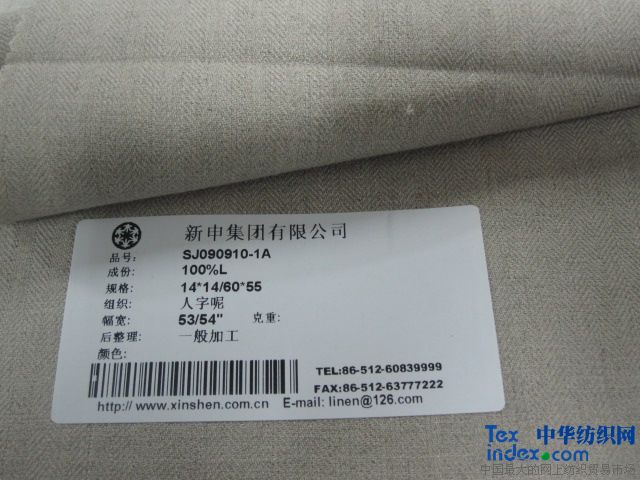 新申集团有限公司
品号: SJ090910-1A
成份: 100%L
规格: 14*14/60*55
组织: 人字呢
幅宽: 53/54" 克重:
后整理: 一般加工
颜色:
TEL:86-512-60839999
FAX:86-512-63777222
http://www.xinshen.com.cn E-mail: linen@126.com
Tex 中华纺织网
index.com
中国最大的网上纺织贸易市场